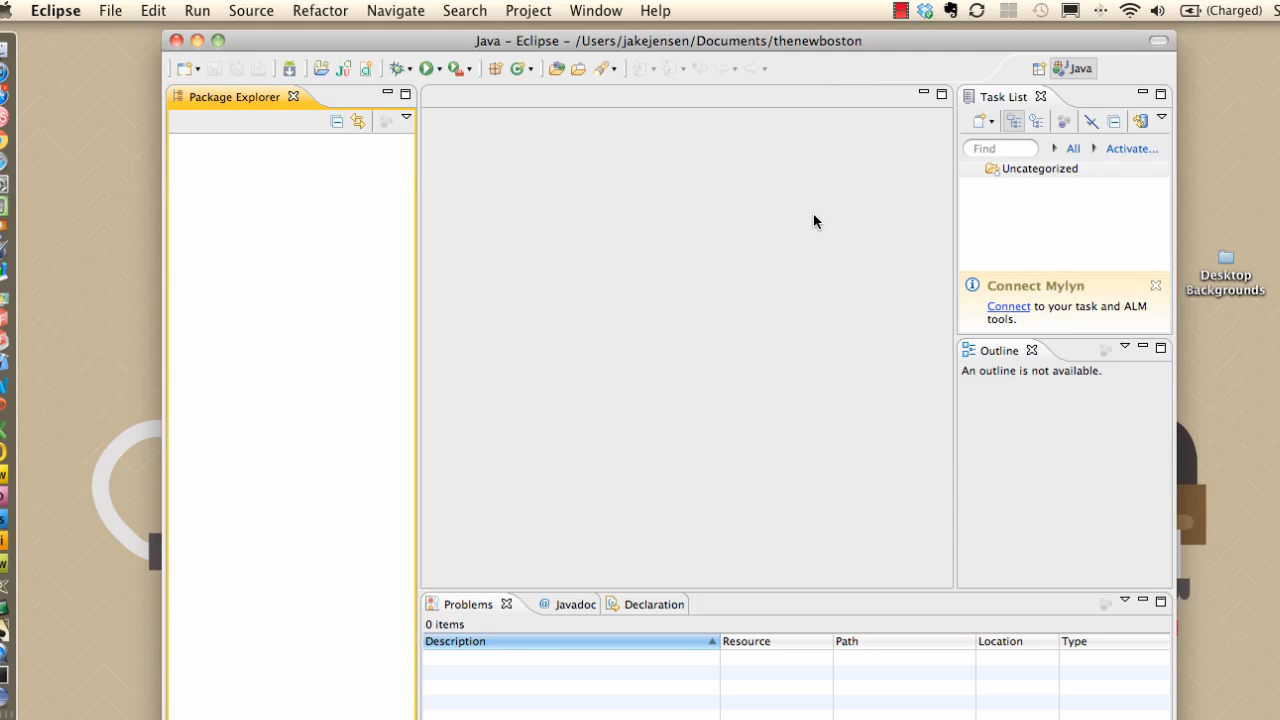 Eclipse File Edit Run Source Refactor Navigate Search Project Window Help (Charged)
Java - Eclipse - /Users/jakejensen/Documents/thenewboston
Java
Package Explorer
Task List
Find All Activate...
Uncategorized
Connect Mylyn
Connect to your task and ALM
tools.
Outline
An outline is not available.
Desktop
Backgrounds
Problems @ Javadoc Declaration
0 items
Description Resource Path Location Type